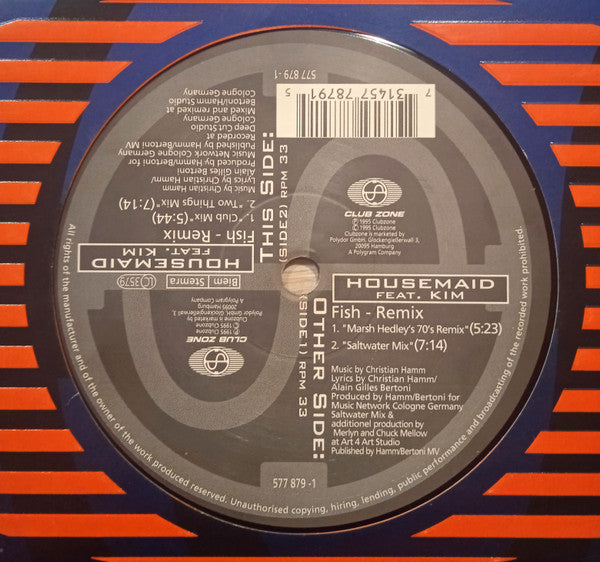 HOUSEMAID
FEAT. KIM
Fish - Remix
1. "Marsh Hedley's 70's Remix" (5:23)
2. "Saltwater Mix" (7:14)
Music by Christian Hamm
Lyrics by Christian Hamm/
Alain Gilles Bertoni
Produced by Hamm/Bertoni for
Music Network Cologne Germany
Saltwater Mix &
additionel production by
Merlyn and Chuck Mellow
at Art 4 Art Studio
Published by Hamm/Bertoni MV
OTHER SIDE:
(SIDE1) RPM 33
CLUB ZONE
℗ 1995 Clubzone
© 1995 Clubzone
Clubzone is marketed by
Polydor GmbH, Glockengießerwall 3,
20095 Hamburg
A Polygram Company
577 879 -1
HOUSEMAID
FEAT. KIM
Fish - Remix
1. "Club Mix" (5:44)
2. "Two Things Mix" (7:14)
Music by Christian Hamm
Lyrics by Christian Hamm/
Alain Gilles Bertoni
Produced by Hamm/Bertoni for
Music Network Cologne Germany
Published by Hamm/Bertoni MV
Recorded at
Deep Cut Studio
Cologne Germany
Mixed and remixed at
Bertoni/Hamm Studio
Cologne Germany
THIS SIDE:
(SIDE2) RPM 33
Biem Stemra
LC 3579
CLUB ZONE
℗ 1995 Clubzone
© 1995 Clubzone
Clubzone is marketed by
Polydor GmbH, Glockengießerwall 3,
20095 Hamburg
A Polygram Company
577 879 -1
7 31457 78791 5
All rights of the manufacturer and of the owner of the work produced reserved. Unauthorised copying, hiring, lending, public performance and broadcasting of the record work prohibited.